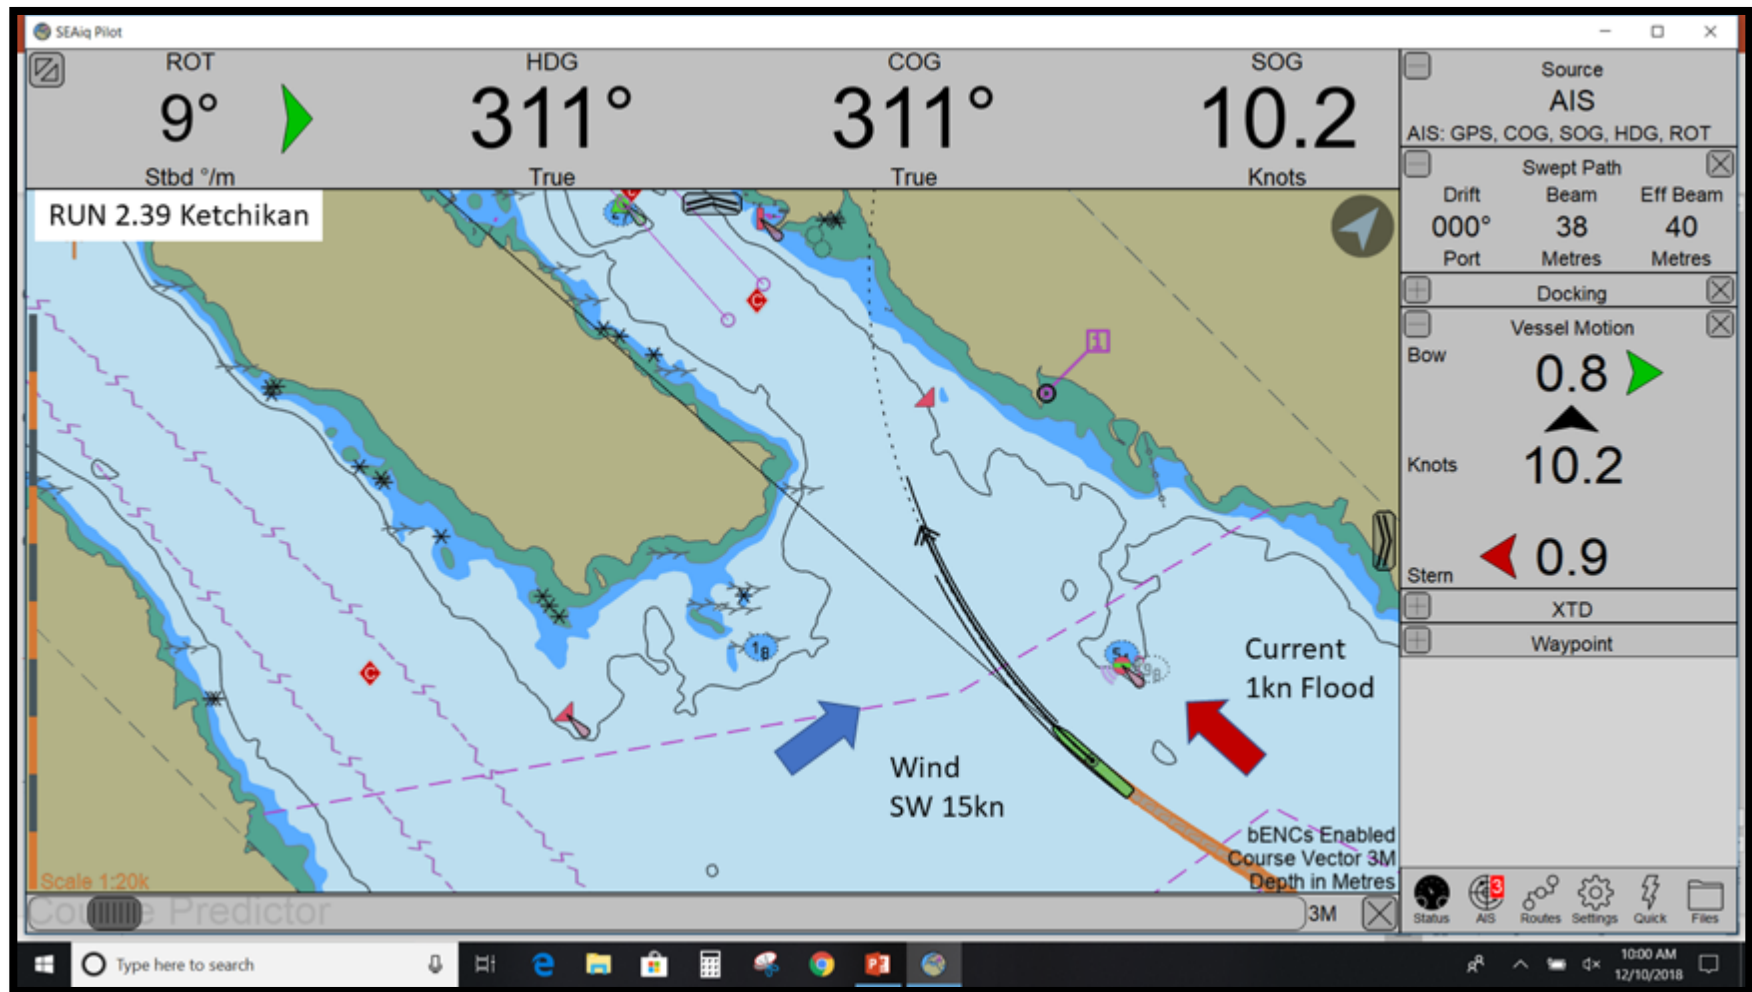 SEAiq Pilot
ROT
HDG
COG
SOG
9°
311°
311°
10.2
Stbd °/m
True
True
Knots
Source
AIS
AIS: GPS, COG, SOG, HDG, ROT
Swept Path
Drift
Beam
Eff Beam
000°
38
40
Port
Metres
Metres
Docking
Vessel Motion
Bow
0.8
Knots
10.2
Stern
0.9
XTD
Waypoint
RUN 2.39 Ketchikan
C
C
1
C
18
Current
1kn Flood
Wind
SW 15kn
bENCs Enabled
Course Vector 3M
Depth in Metres
Scale 1:20k
Course Predictor
3M
Status
AIS
3
Routes
Settings
Quick
Files
Type here to search
10:00 AM
12/10/2018